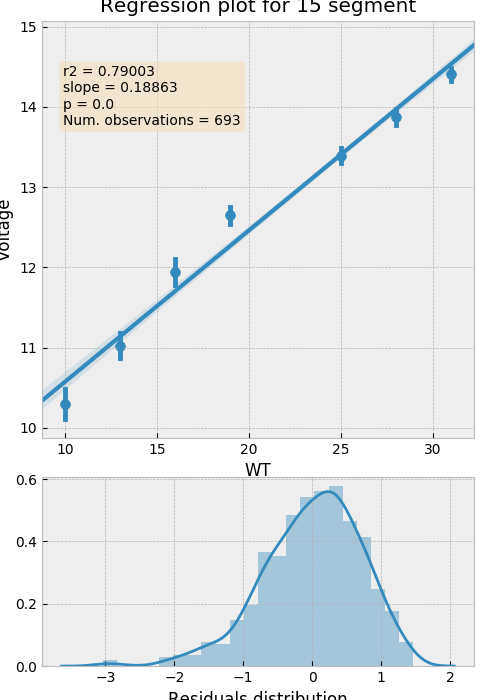 Regression plot for 15 segment
15
14
13
12
11
10
Voltage
r2 = 0.79003
slope = 0.18863
p = 0.0
Num. observations = 693
10 15 20 25 30
WT
0.6
0.4
0.2
0.0
−3 −2 −1 0 1 2
Residuals distribution